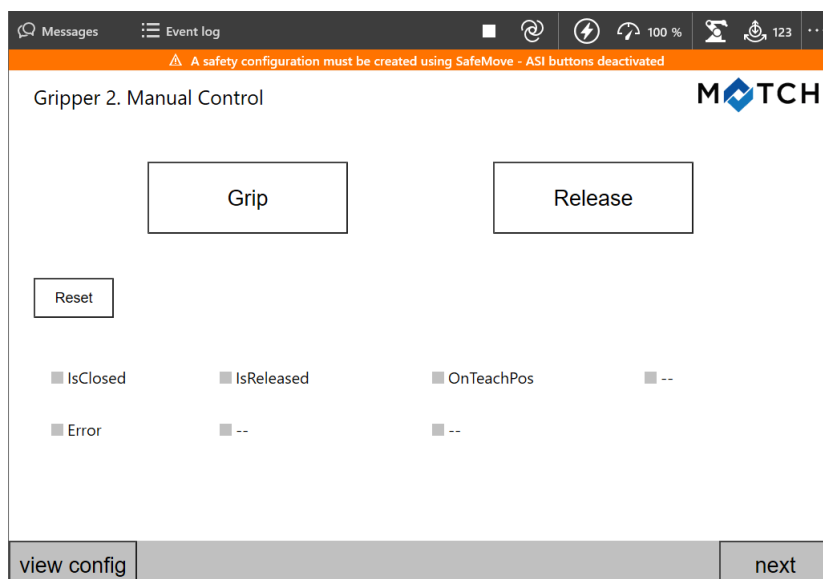 Messages Event log 100 % 123 ...
A safety configuration must be created using SafeMove - ASI buttons deactivated
Gripper 2. Manual Control MATCH
Grip Release
Reset
IsClosed IsReleased OnTeachPos --
Error -- --
view config next